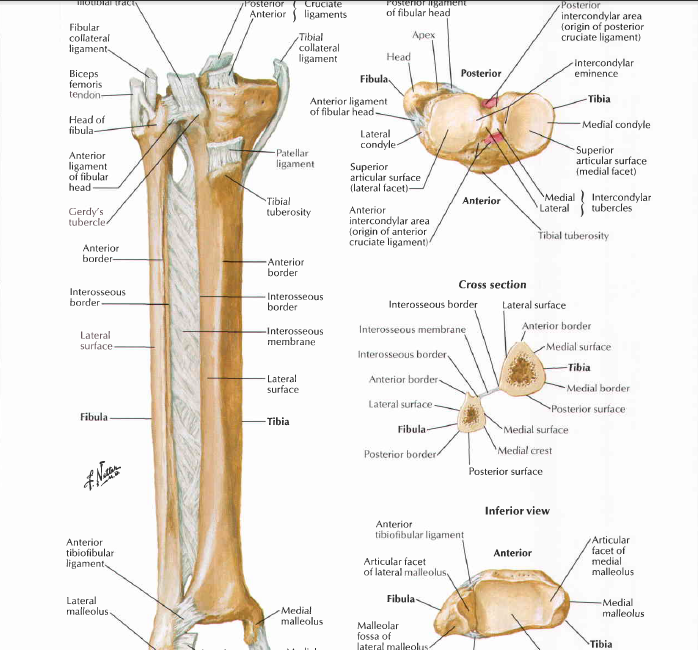 Iliotibial tract
Posterior
Anterior
Cruciate
ligaments
Fibular
collateral
ligament
Tibial
collateral
ligament
Biceps
femoris
tendon
Head of
fibula
Anterior
ligament
of fibular
head
Patellar
ligament
Gerdy's
tubercle
Tibial
tuberosity
Anterior
border
Anterior
border
Interosseous
border
Interosseous
border
Lateral
surface
Interosseous
membrane
Lateral
surface
Fibula
Tibia
F. Netter
M.D.
Anterior
tibiofibular
ligament
Lateral
malleolus
Medial
malleolus
Posterior ligament
of fibular head
Posterior
intercondylar area
(origin of posterior
cruciate ligament)
Apex
Head
Posterior
Intercondylar
eminence
Fibula
Tibia
Anterior ligament
of fibular head
Medial condyle
Lateral
condyle
Superior
articular surface
(medial facet)
Superior
articular surface
(lateral facet)
Medial
Lateral
Intercondylar
tubercles
Anterior
Anterior
intercondylar area
(origin of anterior
cruciate ligament)
Tibial tuberosity
Cross section
Interosseous border
Lateral surface
Interosseous membrane
Anterior border
Interosseous border
Medial surface
Tibia
Anterior border
Medial border
Lateral surface
Posterior surface
Fibula
Medial surface
Posterior border
Medial crest
Posterior surface
Inferior view
Anterior
tibiofibular ligament
Anterior
Articular
facet of
medial
malleolus
Articular facet
of lateral malleolus
Fibula
Medial
malleolus
Malleolar
fossa of
lateral malleolus
Tibia